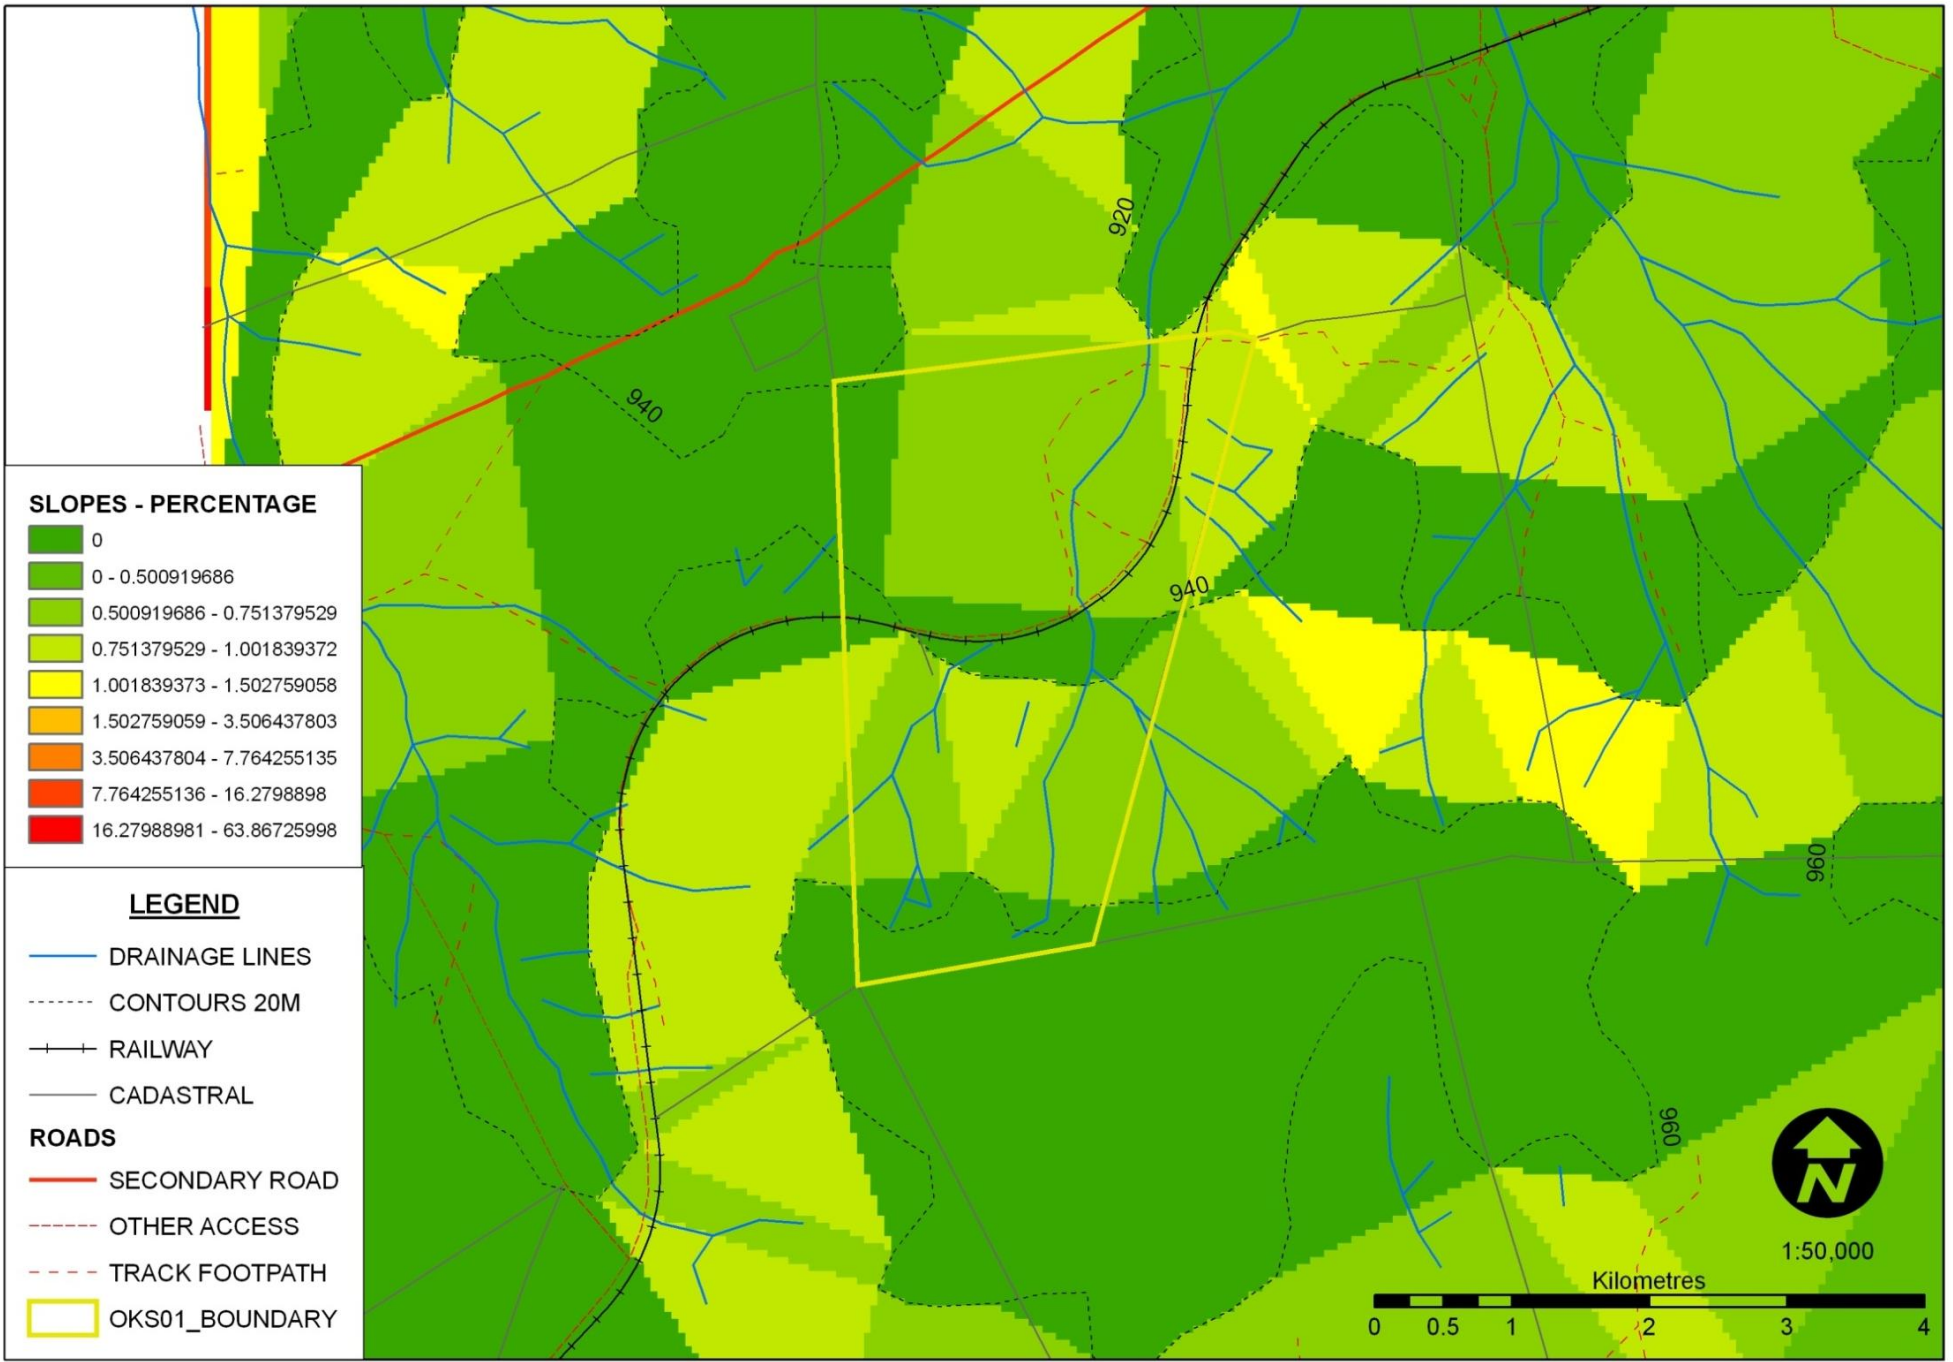 920
940
940
960
960
SLOPES - PERCENTAGE
0
0 - 0.500919686
0.500919686 - 0.751379529
0.751379529 - 1.001839372
1.001839373 - 1.502759058
1.502759059 - 3.506437803
3.506437804 - 7.764255135
7.764255136 - 16.2798898
16.27988981 - 63.86725998
LEGEND
DRAINAGE LINES
CONTOURS 20M
RAILWAY
CADASTRAL
ROADS
SECONDARY ROAD
OTHER ACCESS
TRACK FOOTPATH
OKS01_BOUNDARY
N
1:50,000
Kilometres
0 0.5 1 2 3 4